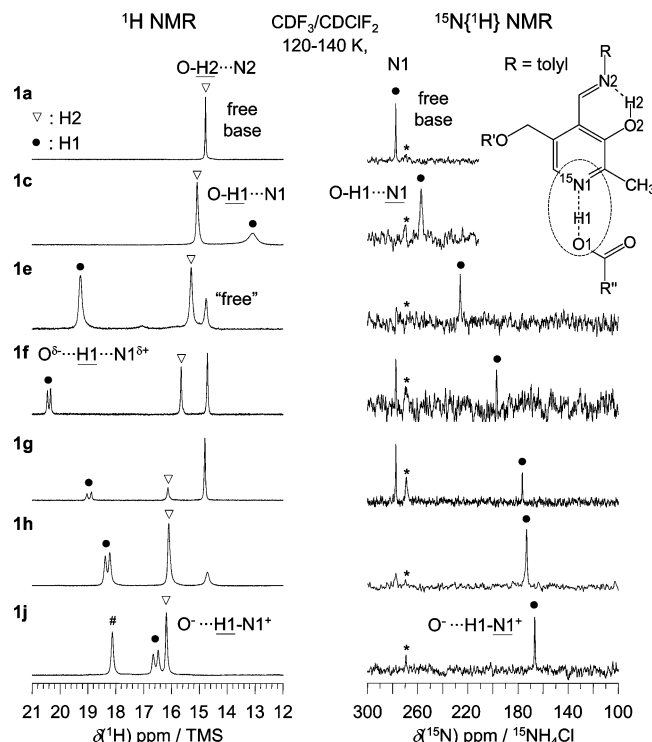 ¹H NMR
CDF₃/CDClF₂
120-140 K,
¹⁵N{¹H} NMR
O-H2···N2
N1
R = tolyl
R
N2
H2
O2
R'O
¹⁵N1
CH₃
H1
O1
O
R"
1a
▽ : H2
● : H1
free
base
free
base
*
1c
O-H1···N1
O-H1···N1
*
1e
"free"
*
1f
O^δ-···H1···N1^δ+
*
1g
*
1h
*
1j
#
O⁻ ···H1-N1⁺
O⁻ ···H1-N1⁺
*
21 20 19 18 17 16 15 14 13 12
300 260 220 180 140 100
δ(¹H) ppm / TMS
δ(¹⁵N) ppm / ¹⁵NH₄Cl